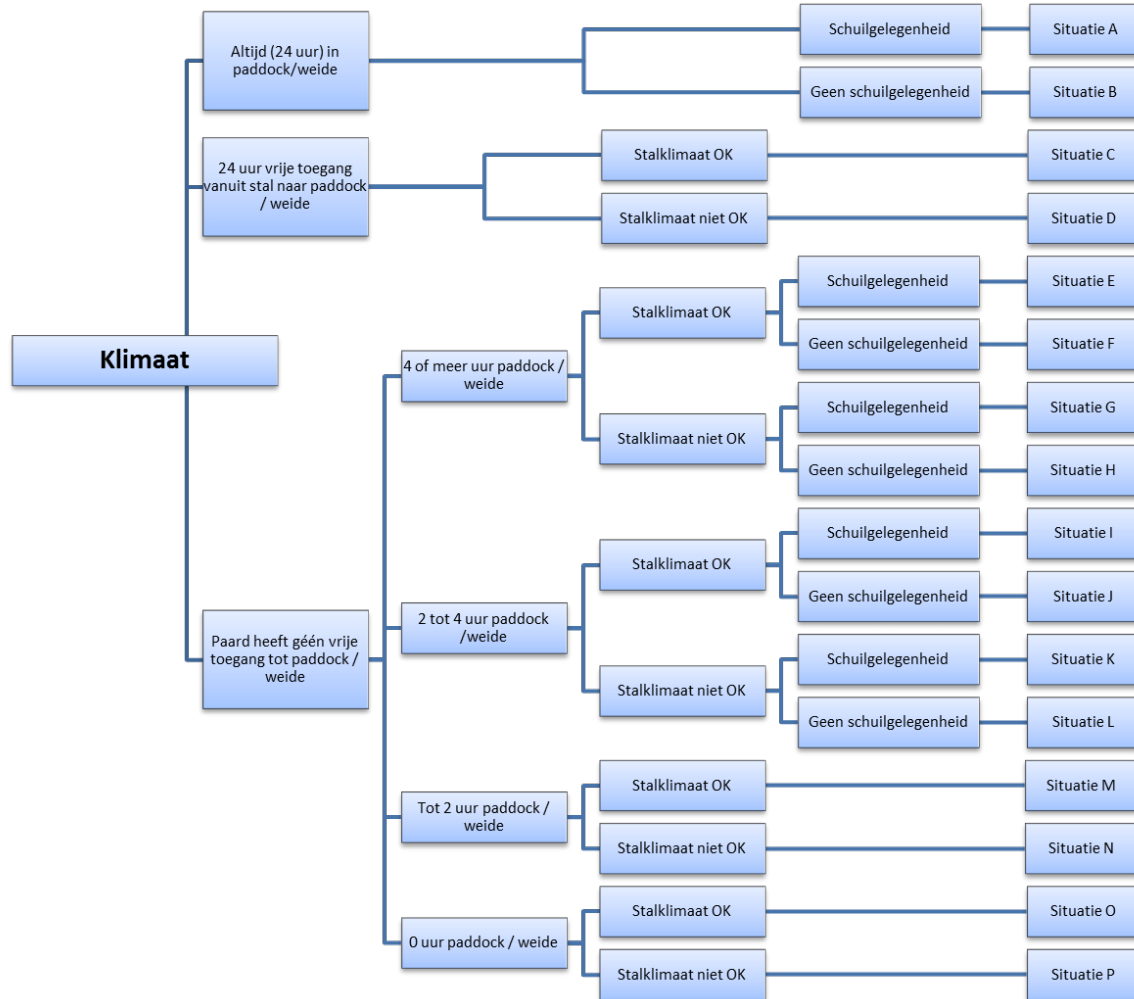 Klimaat
Altijd (24 uur) in
paddock/weide
Schuilgelegenheid
Situatie A
Geen schuilgelegenheid
Situatie B
24 uur vrije toegang
vanuit stal naar paddock
/ weide
Stalklimaat OK
Situatie C
Stalklimaat niet OK
Situatie D
Paard heeft géén vrije
toegang tot paddock /
weide
4 of meer uur paddock /
weide
Stalklimaat OK
Schuilgelegenheid
Situatie E
Geen schuilgelegenheid
Situatie F
Stalklimaat niet OK
Schuilgelegenheid
Situatie G
Geen schuilgelegenheid
Situatie H
2 tot 4 uur paddock
/weide
Stalklimaat OK
Schuilgelegenheid
Situatie I
Geen schuilgelegenheid
Situatie J
Stalklimaat niet OK
Schuilgelegenheid
Situatie K
Geen schuilgelegenheid
Situatie L
Tot 2 uur paddock /
weide
Stalklimaat OK
Situatie M
Stalklimaat niet OK
Situatie N
0 uur paddock / weide
Stalklimaat OK
Situatie O
Stalklimaat niet OK
Situatie P